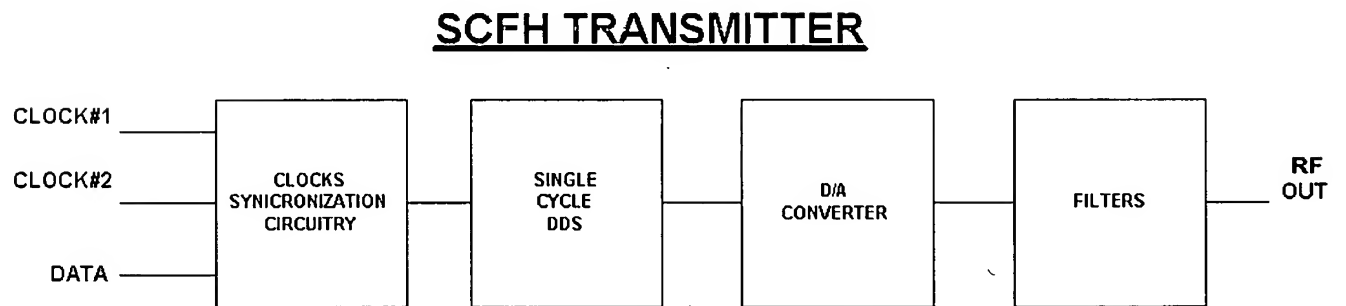 SCFH TRANSMITTER
CLOCK#1
CLOCK#2
DATA
CLOCKS
SYNICRONIZATION
CIRCUITRY
SINGLE
CYCLE
DDS
D/A
CONVERTER
FILTERS
RF
OUT